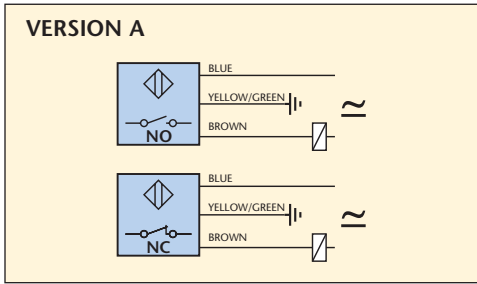 VERSION A
BLUE
YELLOW/GREEN
BROWN
NO
BLUE
YELLOW/GREEN
BROWN
NC